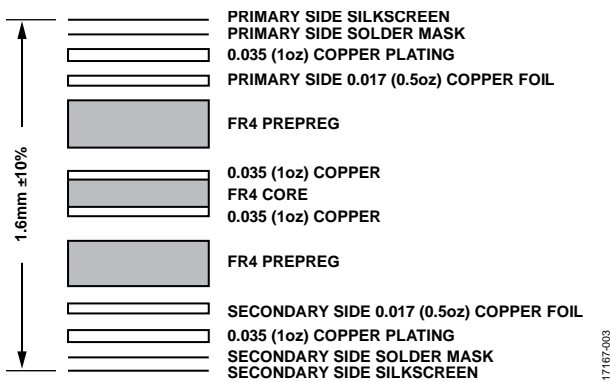 PRIMARY SIDE SILKSCREEN
PRIMARY SIDE SOLDER MASK
0.035 (1oz) COPPER PLATING
PRIMARY SIDE 0.017 (0.5oz) COPPER FOIL
FR4 PREPREG
1.6mm ±10%
0.035 (1oz) COPPER
FR4 CORE
0.035 (1oz) COPPER
FR4 PREPREG
SECONDARY SIDE 0.017 (0.5oz) COPPER FOIL
0.035 (1oz) COPPER PLATING
SECONDARY SIDE SOLDER MASK
SECONDARY SIDE SILKSCREEN
17167-003